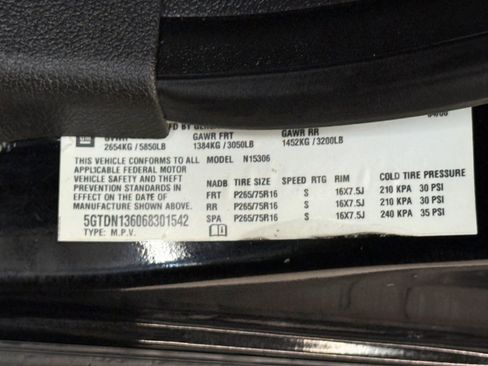 GM
GAWR FRT GAWR RR
2654KG / 5850LB 1384KG / 3050LB 1452KG / 3200LB
THIS VEHICLE CONFORMS TO ALL MODEL N15306
APPLICABLE FEDERAL MOTOR
VEHICLE SAFETY AND THEFT
PREVENTION STANDARDS IN
EFFECT ON THE DATE OF
MANUFACTURE SHOWN ABOVE.
5GTDN136068301542
TYPE: M.P.V.
NADB TIRE SIZE SPEED RTG RIM COLD TIRE PRESSURE
FRT P265/75R16 S 16X7.5J 210 KPA 30 PSI
RR P265/75R16 S 16X7.5J 210 KPA 30 PSI
SPA P265/75R16 S 16X7.5J 240 KPA 35 PSI